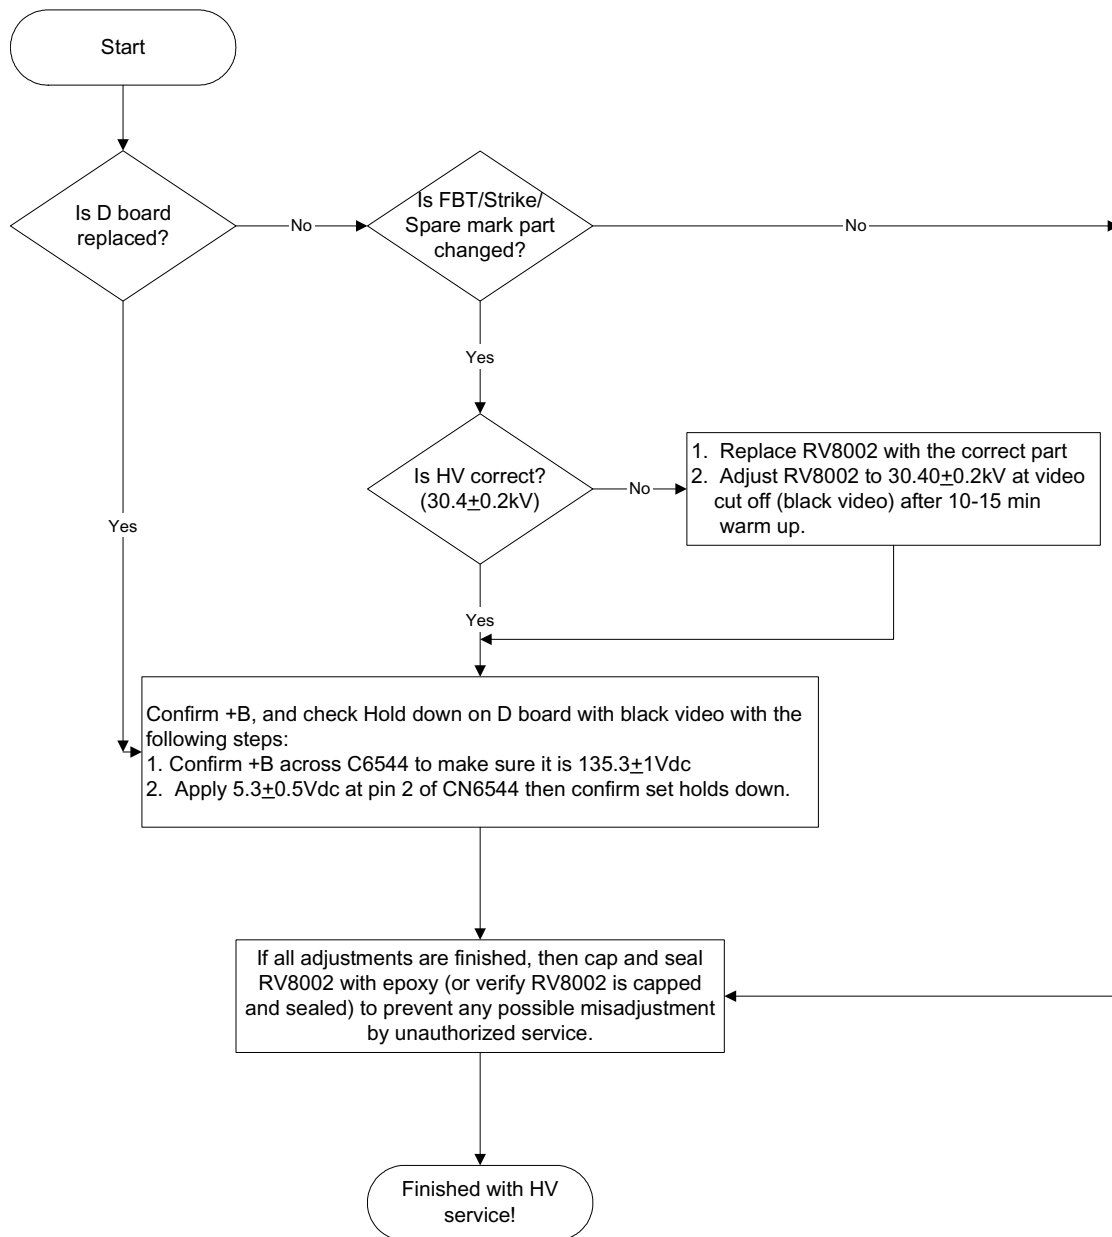 Start
Is D board
replaced?
No
Is FBT/Strike/
Spare mark part
changed?
No
Yes
Yes
Is HV correct?
(30.4±0.2kV)
No
1. Replace RV8002 with the correct part
2. Adjust RV8002 to 30.40±0.2kV at video
cut off (black video) after 10-15 min
warm up.
Yes
Confirm +B, and check Hold down on D board with black video with the
following steps:
1. Confirm +B across C6544 to make sure it is 135.3±1Vdc
2. Apply 5.3±0.5Vdc at pin 2 of CN6544 then confirm set holds down.
If all adjustments are finished, then cap and seal
RV8002 with epoxy (or verify RV8002 is capped
and sealed) to prevent any possible misadjustment
by unauthorized service.
Finished with HV
service!